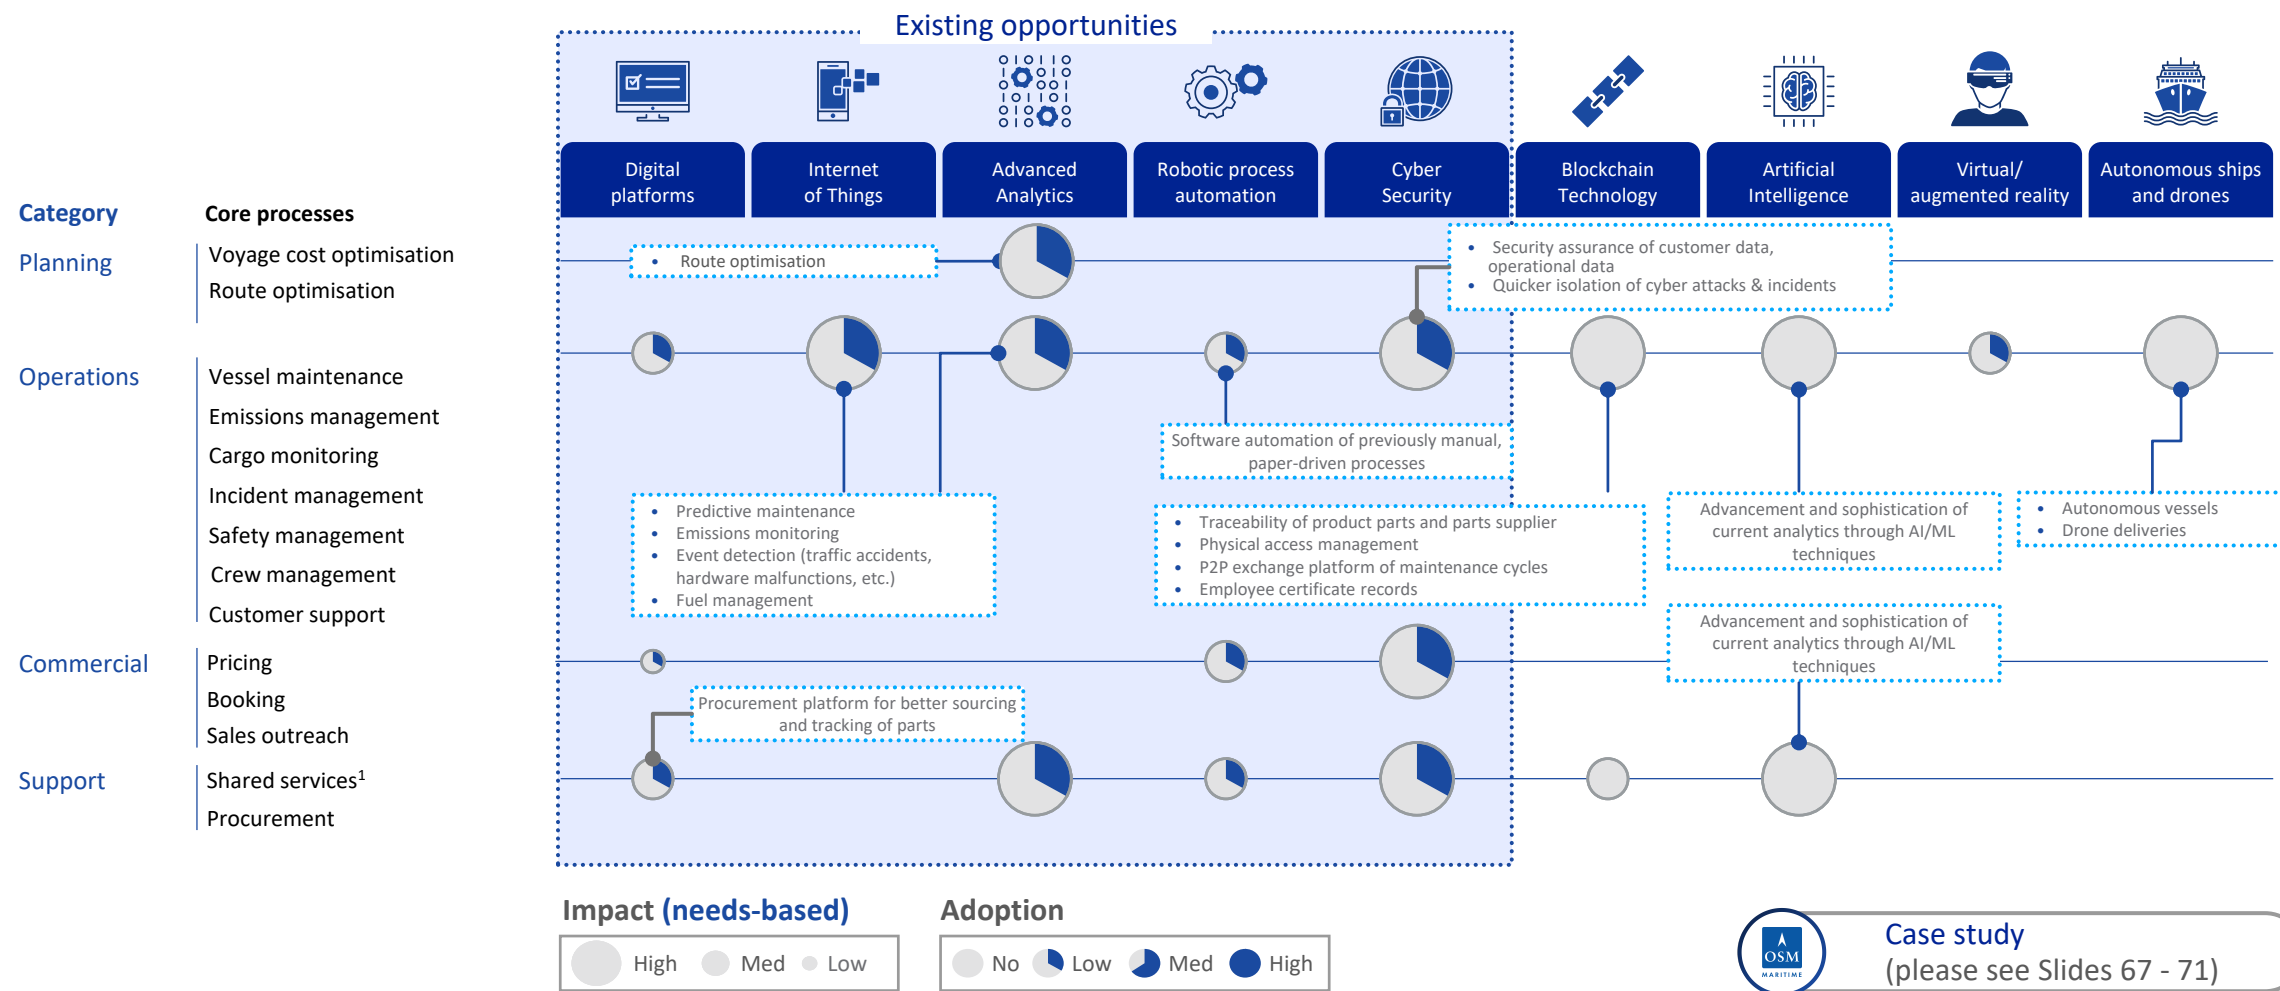 Existing opportunities
Digital
platforms
Internet
of Things
Advanced
Analytics
Robotic process
automation
Cyber
Security
Blockchain
Technology
Artificial
Intelligence
Virtual/
augmented reality
Autonomous ships
and drones
Category
Core processes
Planning
Voyage cost optimisation
Route optimisation
• Route optimisation
• Security assurance of customer data,
operational data
• Quicker isolation of cyber attacks & incidents
Operations
Vessel maintenance
Emissions management
Cargo monitoring
Incident management
Safety management
Crew management
Customer support
Software automation of previously manual,
paper-driven processes
• Predictive maintenance
• Emissions monitoring
• Event detection (traffic accidents,
hardware malfunctions, etc.)
• Fuel management
• Traceability of product parts and parts supplier
• Physical access management
• P2P exchange platform of maintenance cycles
• Employee certificate records
Advancement and sophistication of
current analytics through AI/ML
techniques
• Autonomous vessels
• Drone deliveries
Commercial
Pricing
Booking
Sales outreach
Advancement and sophistication of
current analytics through AI/ML
techniques
Procurement platform for better sourcing
and tracking of parts
Support
Shared services¹
Procurement
Impact (needs-based)
High
Med
Low
Adoption
No
Low
Med
High
OSM
MARITIME
Case study
(please see Slides 67 - 71)